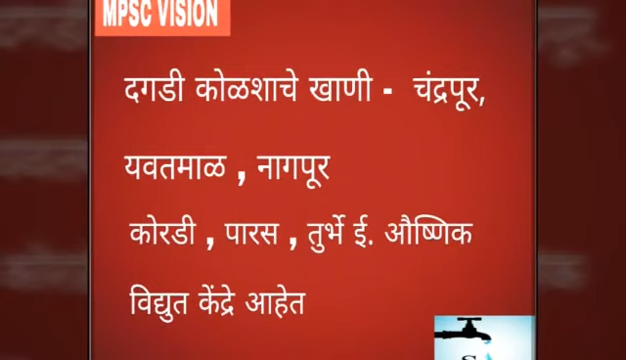 MPSC VISION
दगडी कोळशाचे खाणी - चंद्रपूर,
यवतमाळ , नागपूर
कोरडी , पारस , तुर्भे ई. औष्णिक
विद्युत केंद्रे आहेत